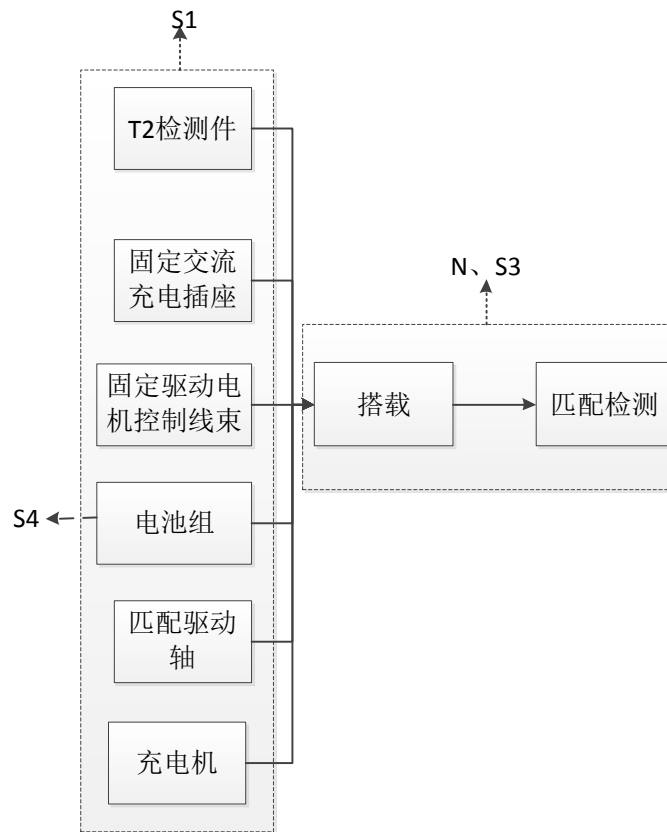 S1
T2检测件
固定交流
充电插座
固定驱动电
机控制线束
S4
电池组
匹配驱动
轴
充电机
N、S3
搭载
匹配检测